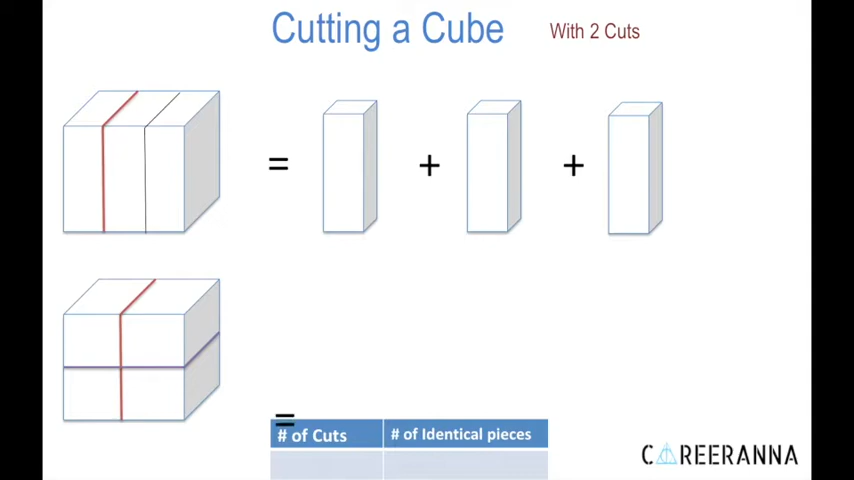 Cutting a Cube
With 2 Cuts
= + +
=
# of Cuts
# of Identical pieces
CAREERANNA